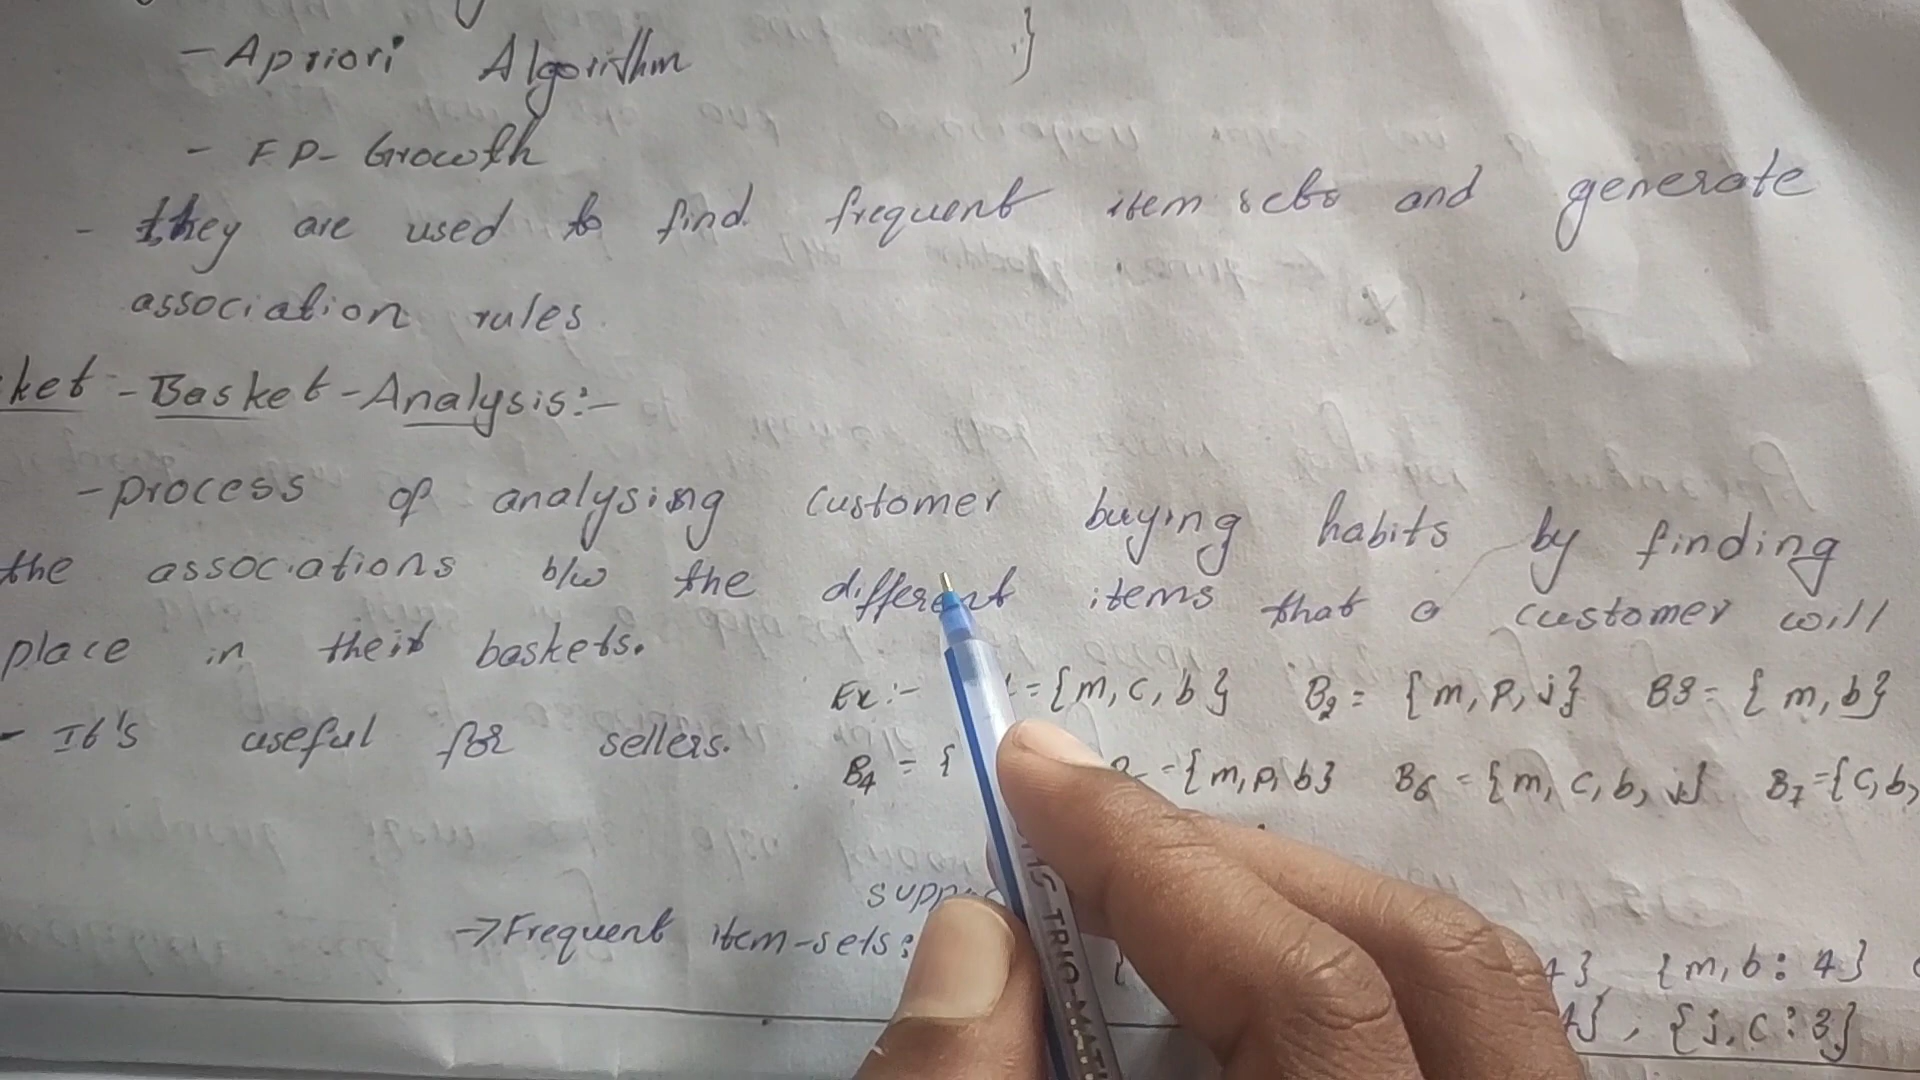 - Apriori Algorithm
- FP-Growth
- they are used to find frequent item sets and generate
association rules.
ket-Basket-Analysis:-
- process of analysing customer buying habits by finding
the associations b/w the different items that a customer will
place in their baskets.
Ex:- = {m, c, b} B2 = {m, p, j} B3 = {m, b}
- It's useful for sellers.
B4 = { = {m, p, b} B6 = {m, c, b, j} B7 = {c, b,
→ Frequent item-sets:
{m, b : 4}
{j, c : 3}
TRIO-MAT